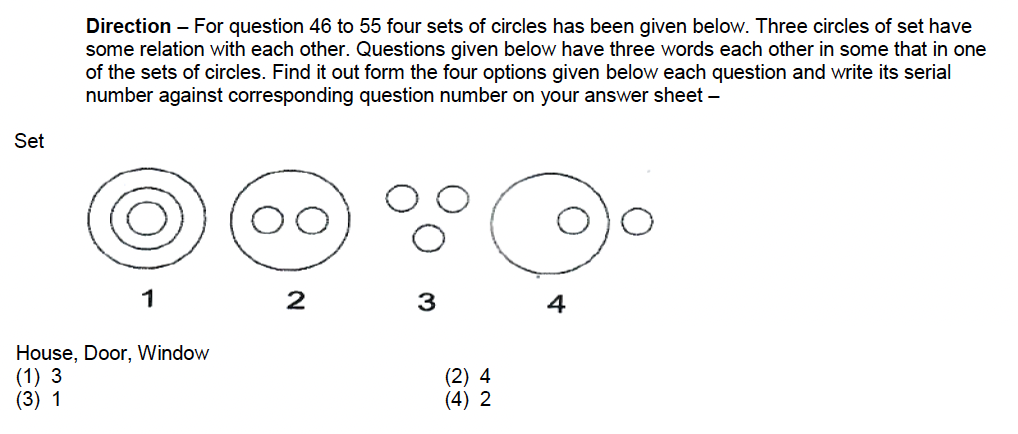 Direction – For question 46 to 55 four sets of circles has been given below. Three circles of set have
some relation with each other. Questions given below have three words each other in some that in one
of the sets of circles. Find it out form the four options given below each question and write its serial
number against corresponding question number on your answer sheet –
Set
1 2 3 4
House, Door, Window
(1) 3 (2) 4
(3) 1 (4) 2